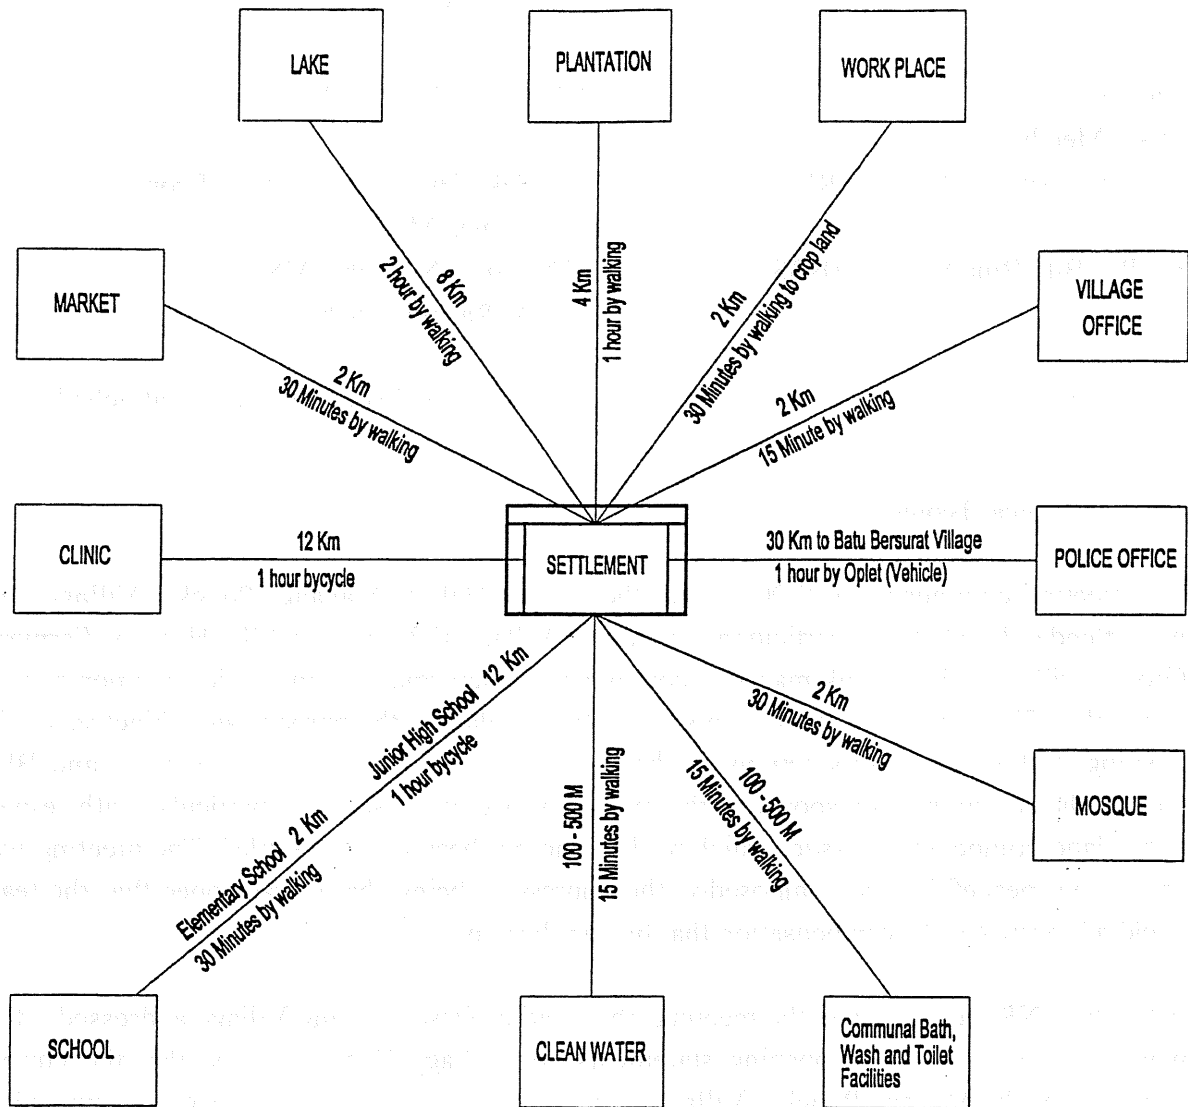 LAKE
PLANTATION
WORK PLACE
MARKET
VILLAGE
OFFICE
8 Km
2 hour by walking
4 Km
1 hour by walking
2 Km
30 Minutes by walking to crop land
2 Km
30 Minutes by walking
2 Km
15 Minute by walking
CLINIC
12 Km
1 hour bycycle
SETTLEMENT
30 Km to Batu Bersurat Village
1 hour by Oplet (Vehicle)
POLICE OFFICE
Elementary School 2 Km
30 Minutes by walking
Junior High School 12 Km
1 hour bycycle
100 - 500 M
15 Minutes by walking
100 - 500 M
15 Minutes by walking
2 Km
30 Minutes by walking
MOSQUE
SCHOOL
CLEAN WATER
Communal Bath,
Wash and Toilet
Facilities